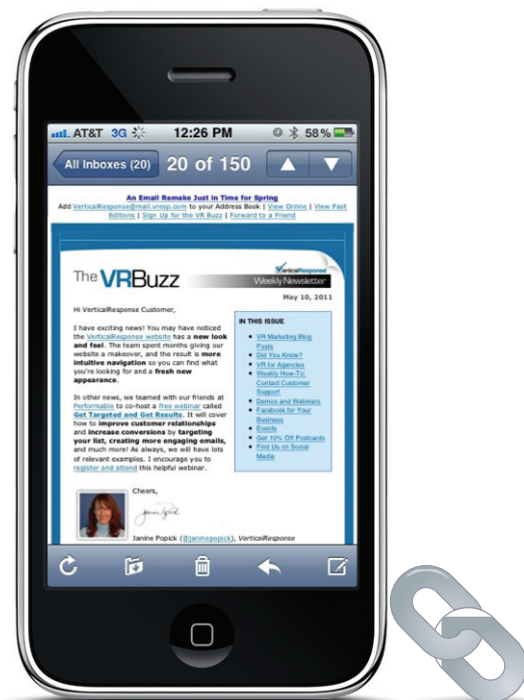 AT&T 3G 12:26 PM 58%
All Inboxes (20) 20 of 150
An Email Remake Just in Time for Spring
Add VerticalResponse@mail.vresp.com to your Address Book | View Online | View Past
Editions | Sign Up for the VR Buzz | Forward to a Friend
The VRBuzz
VerticalResponse
Weekly Newsletter
May 10, 2011
Hi VerticalResponse Customer,
I have exciting news! You may have noticed
the VerticalResponse website has a new look
and feel. The team spent months giving our
website a makeover, and the result is more
intuitive navigation so you can find what
you're looking for and a fresh new
appearance.
In other news, we teamed with our friends at
Performable to co-host a free webinar called
Get Targeted and Get Results. It will cover
how to improve customer relationships
and increase conversions by targeting
your list, creating more engaging emails,
and much more! As always, we will have lots
of relevant examples. I encourage you to
register and attend this helpful webinar.
IN THIS ISSUE
VR Marketing Blog
Posts
Did You Know?
VR for Agencies
Weekly How-To:
Contact Customer
Support
Demos and Webinars
Facebook for Your
Business
Events
Get 10% Off Postcards
Find Us on Social
Media
Cheers,
Janine Popick (@janinepopick), VerticalResponse